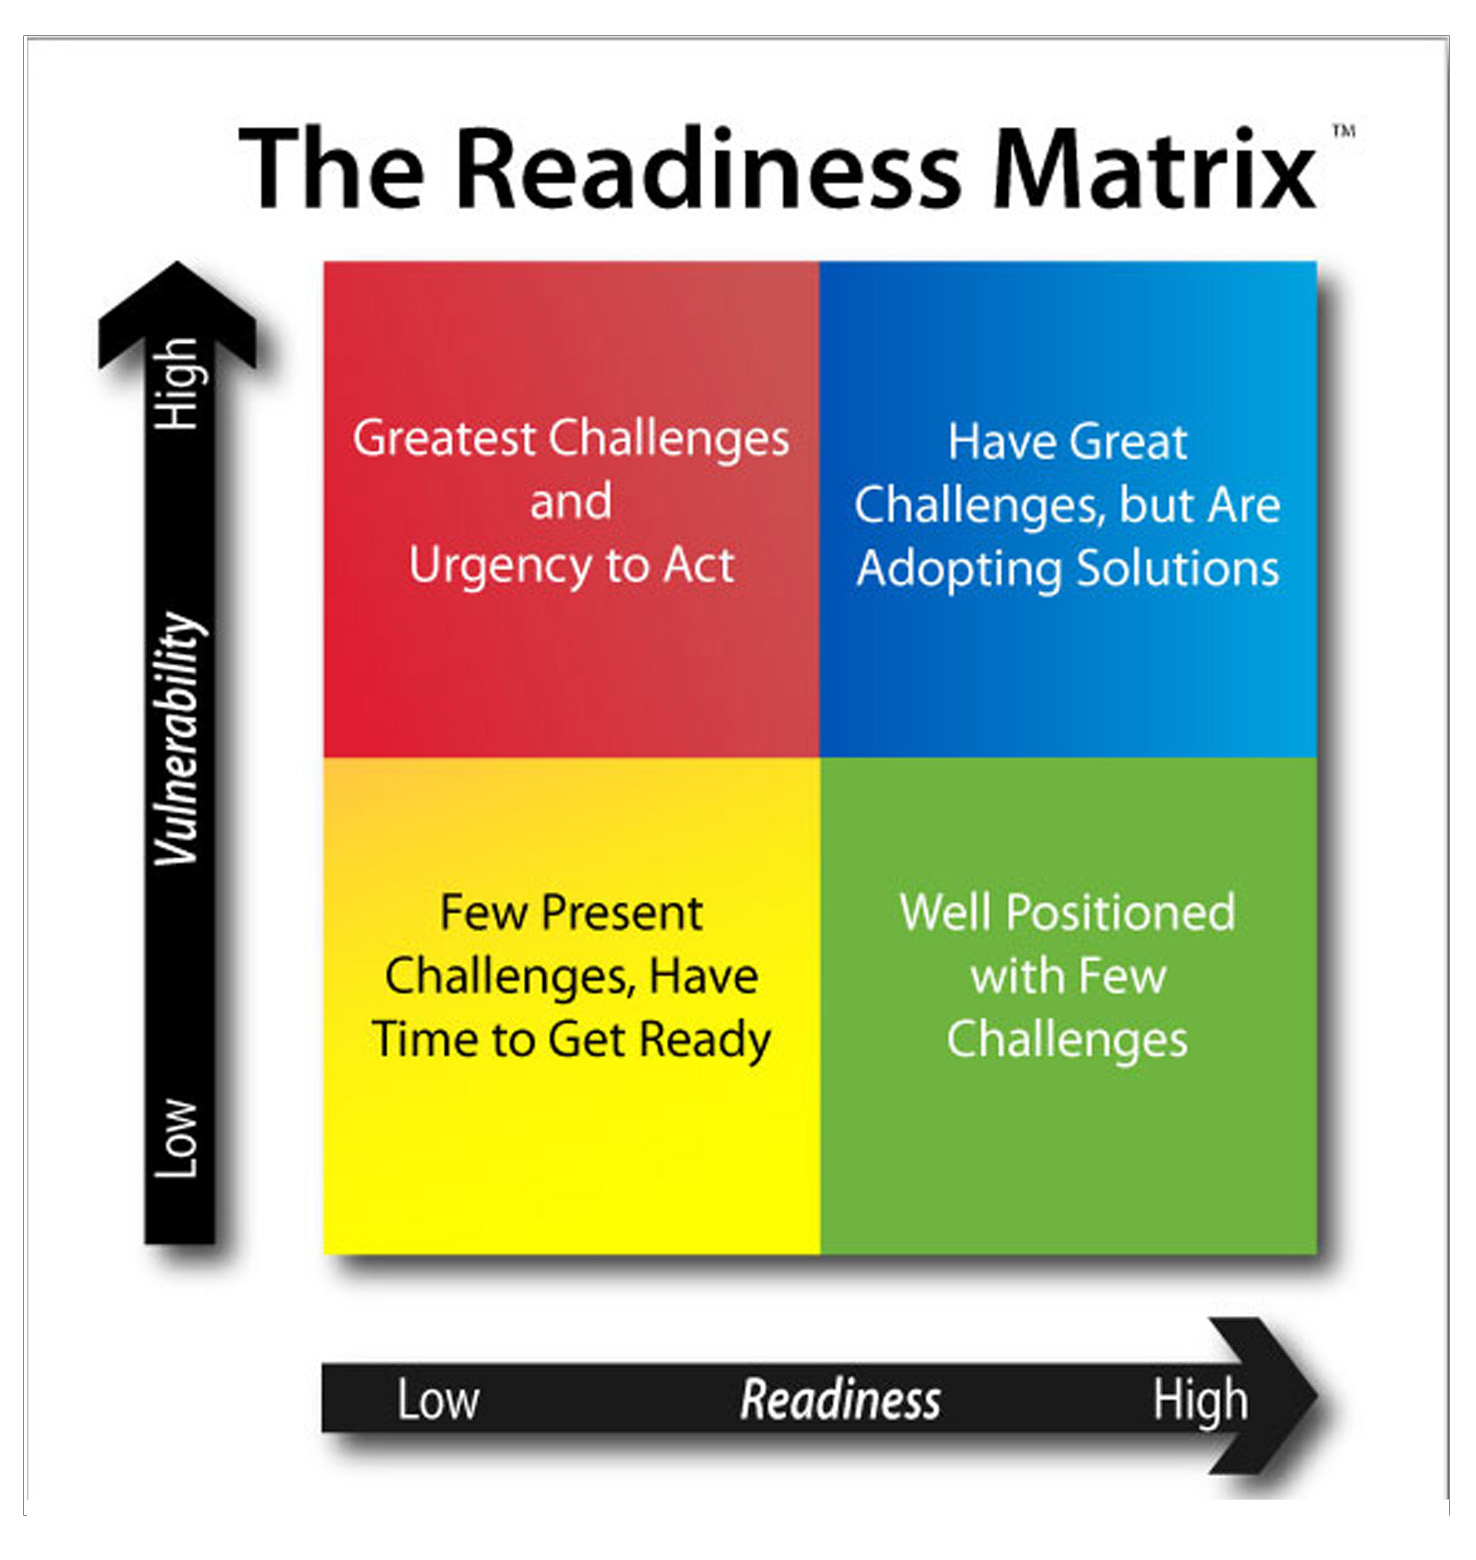 The Readiness Matrix™
High
Vulnerability
Low
Greatest Challenges
and
Urgency to Act
Have Great
Challenges, but Are
Adopting Solutions
Few Present
Challenges, Have
Time to Get Ready
Well Positioned
with Few
Challenges
Low Readiness High